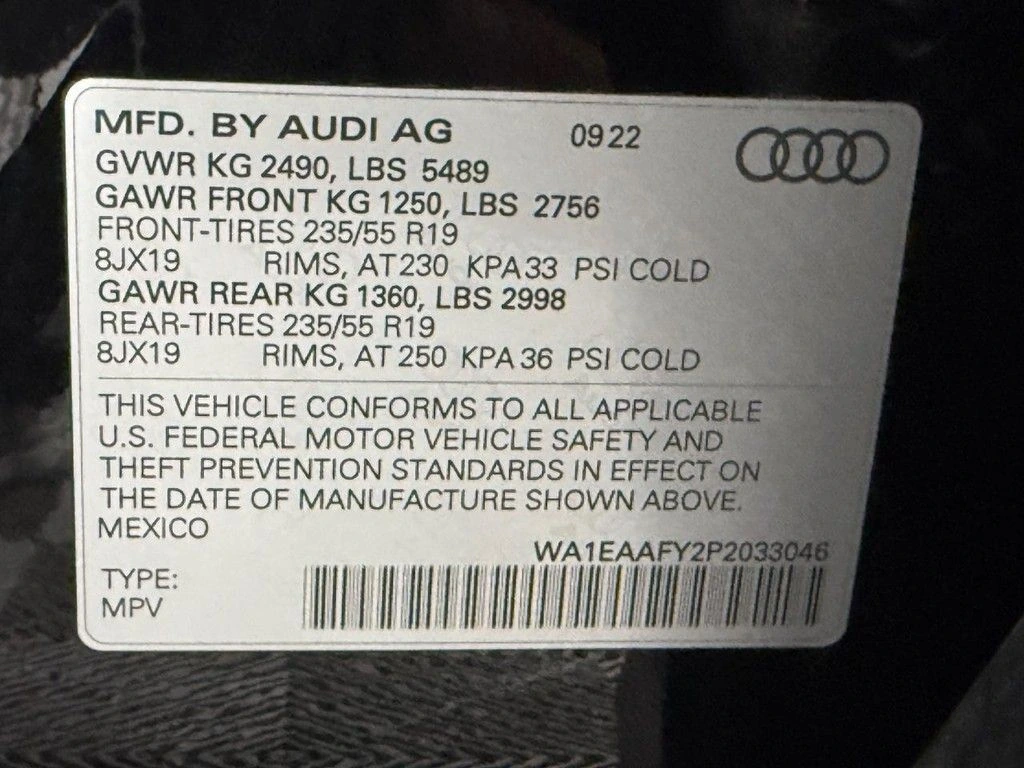 MFD. BY AUDI AG 09 22
GVWR KG 2490, LBS 5489
GAWR FRONT KG 1250, LBS 2756
FRONT-TIRES 235/55 R19
8JX19 RIMS, AT 230 KPA 33 PSI COLD
GAWR REAR KG 1360, LBS 2998
REAR-TIRES 235/55 R19
8JX19 RIMS, AT 250 KPA 36 PSI COLD
THIS VEHICLE CONFORMS TO ALL APPLICABLE
U.S. FEDERAL MOTOR VEHICLE SAFETY AND
THEFT PREVENTION STANDARDS IN EFFECT ON
THE DATE OF MANUFACTURE SHOWN ABOVE.
MEXICO
WA1EAAFY2P2033046
TYPE:
MPV